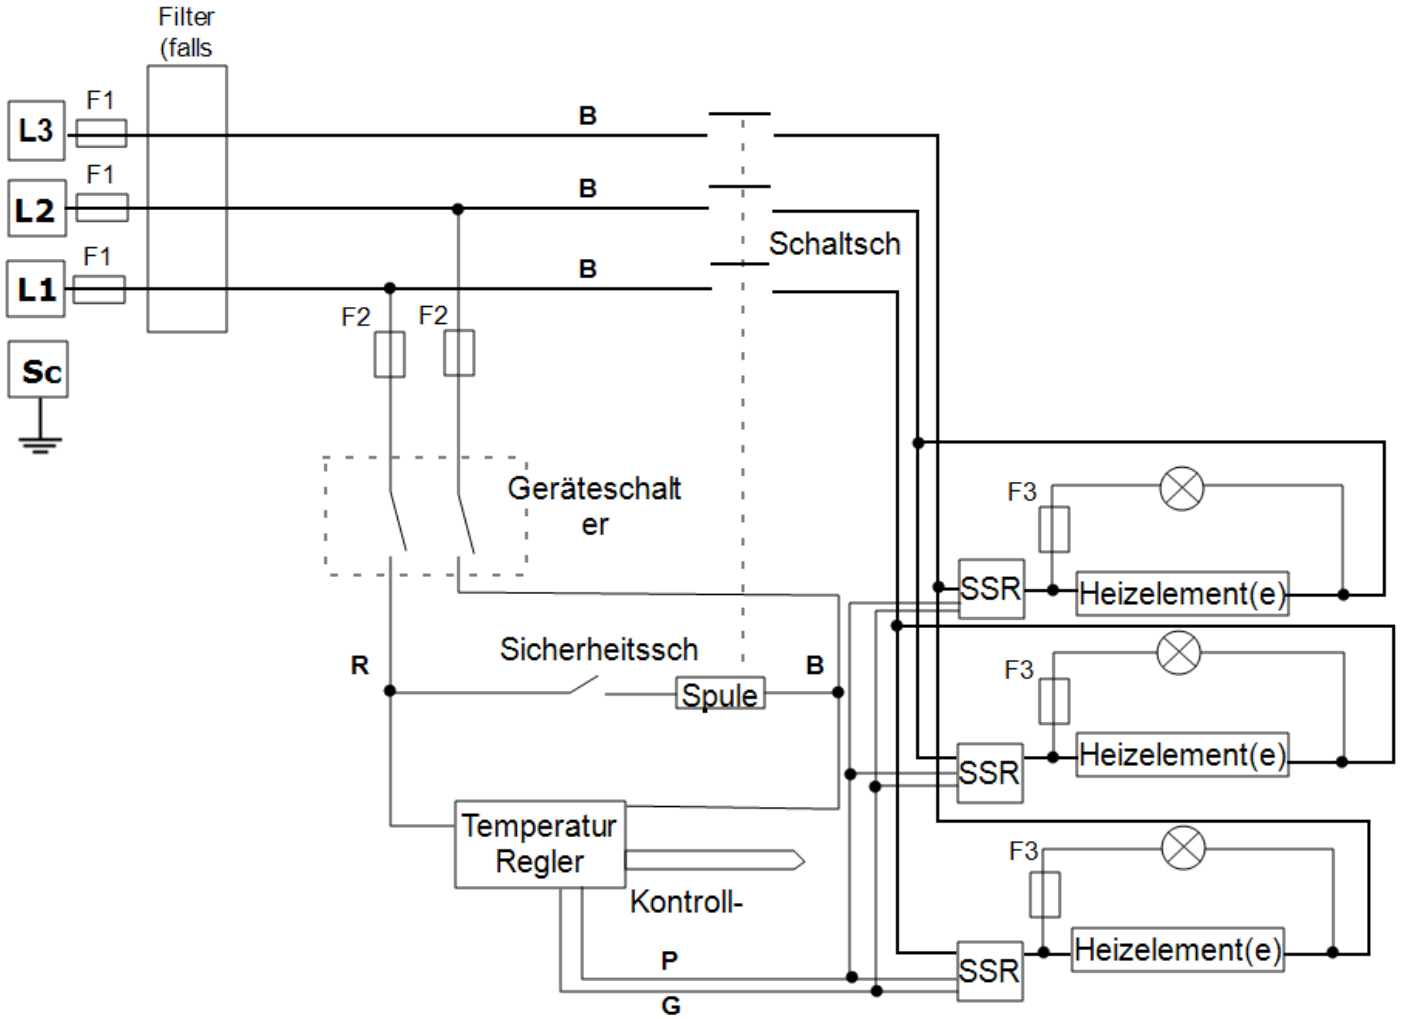 Filter
(falls
F1
L3
B
F1
L2
B
Schaltsch
F1
L1
B
F2
F2
Sc
Geräteschalt
er
F3
SSR
Heizelement(e)
Sicherheitssch
R
B
Spule
F3
SSR
Heizelement(e)
Temperatur
Regler
Kontroll-
F3
SSR
Heizelement(e)
P
G